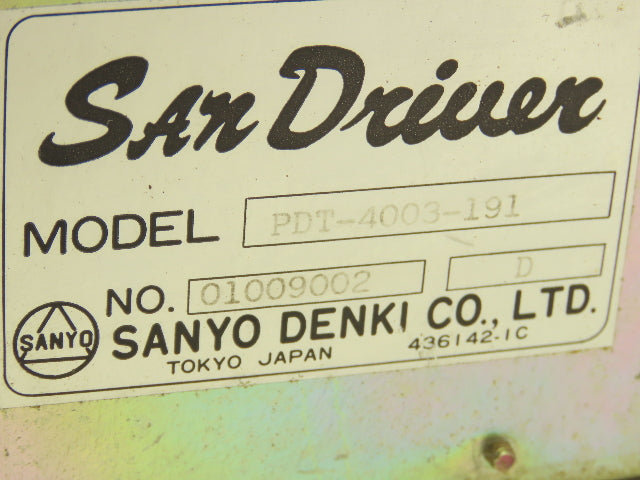 SAN Driver
MODEL PDT-4003-191
NO. 01009002 D
SANYO SANYO DENKI CO., LTD.
TOKYO JAPAN 436142-1C